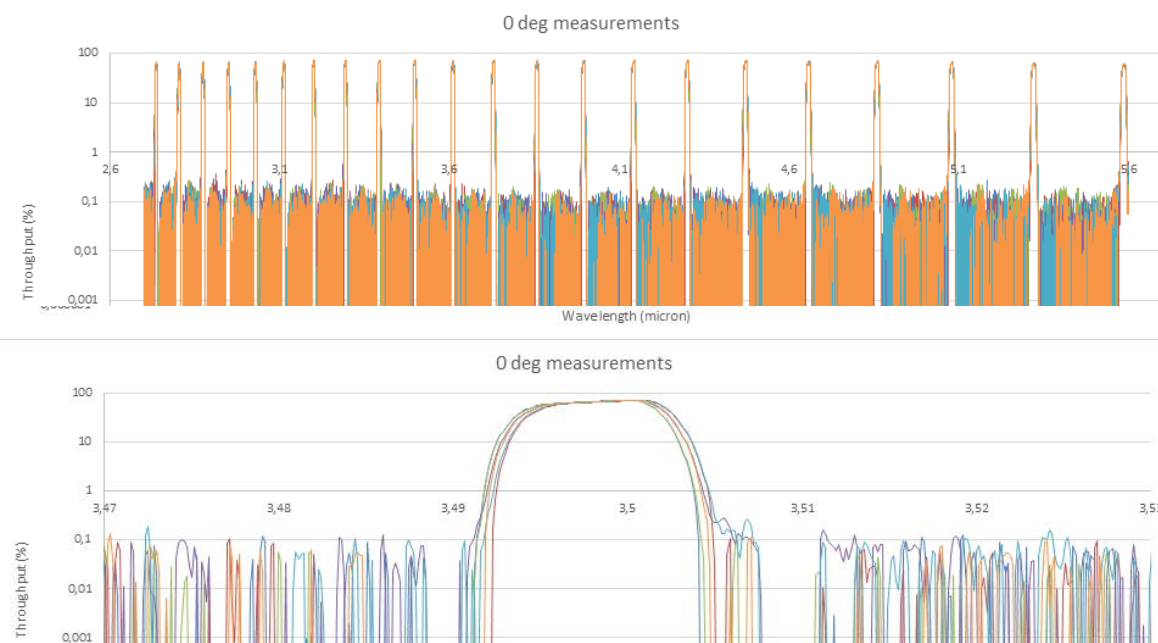 0 deg measurements
100
10
1
2,6 3,1 3,6 4,1 4,6 5,1 5,6
0,1
0,01
0,001
Throughput (%)
Wavelength (micron)
0 deg measurements
100
10
1
3,47 3,48 3,49 3,5 3,51 3,52
0,1
0,01
0,001
Throughput (%)